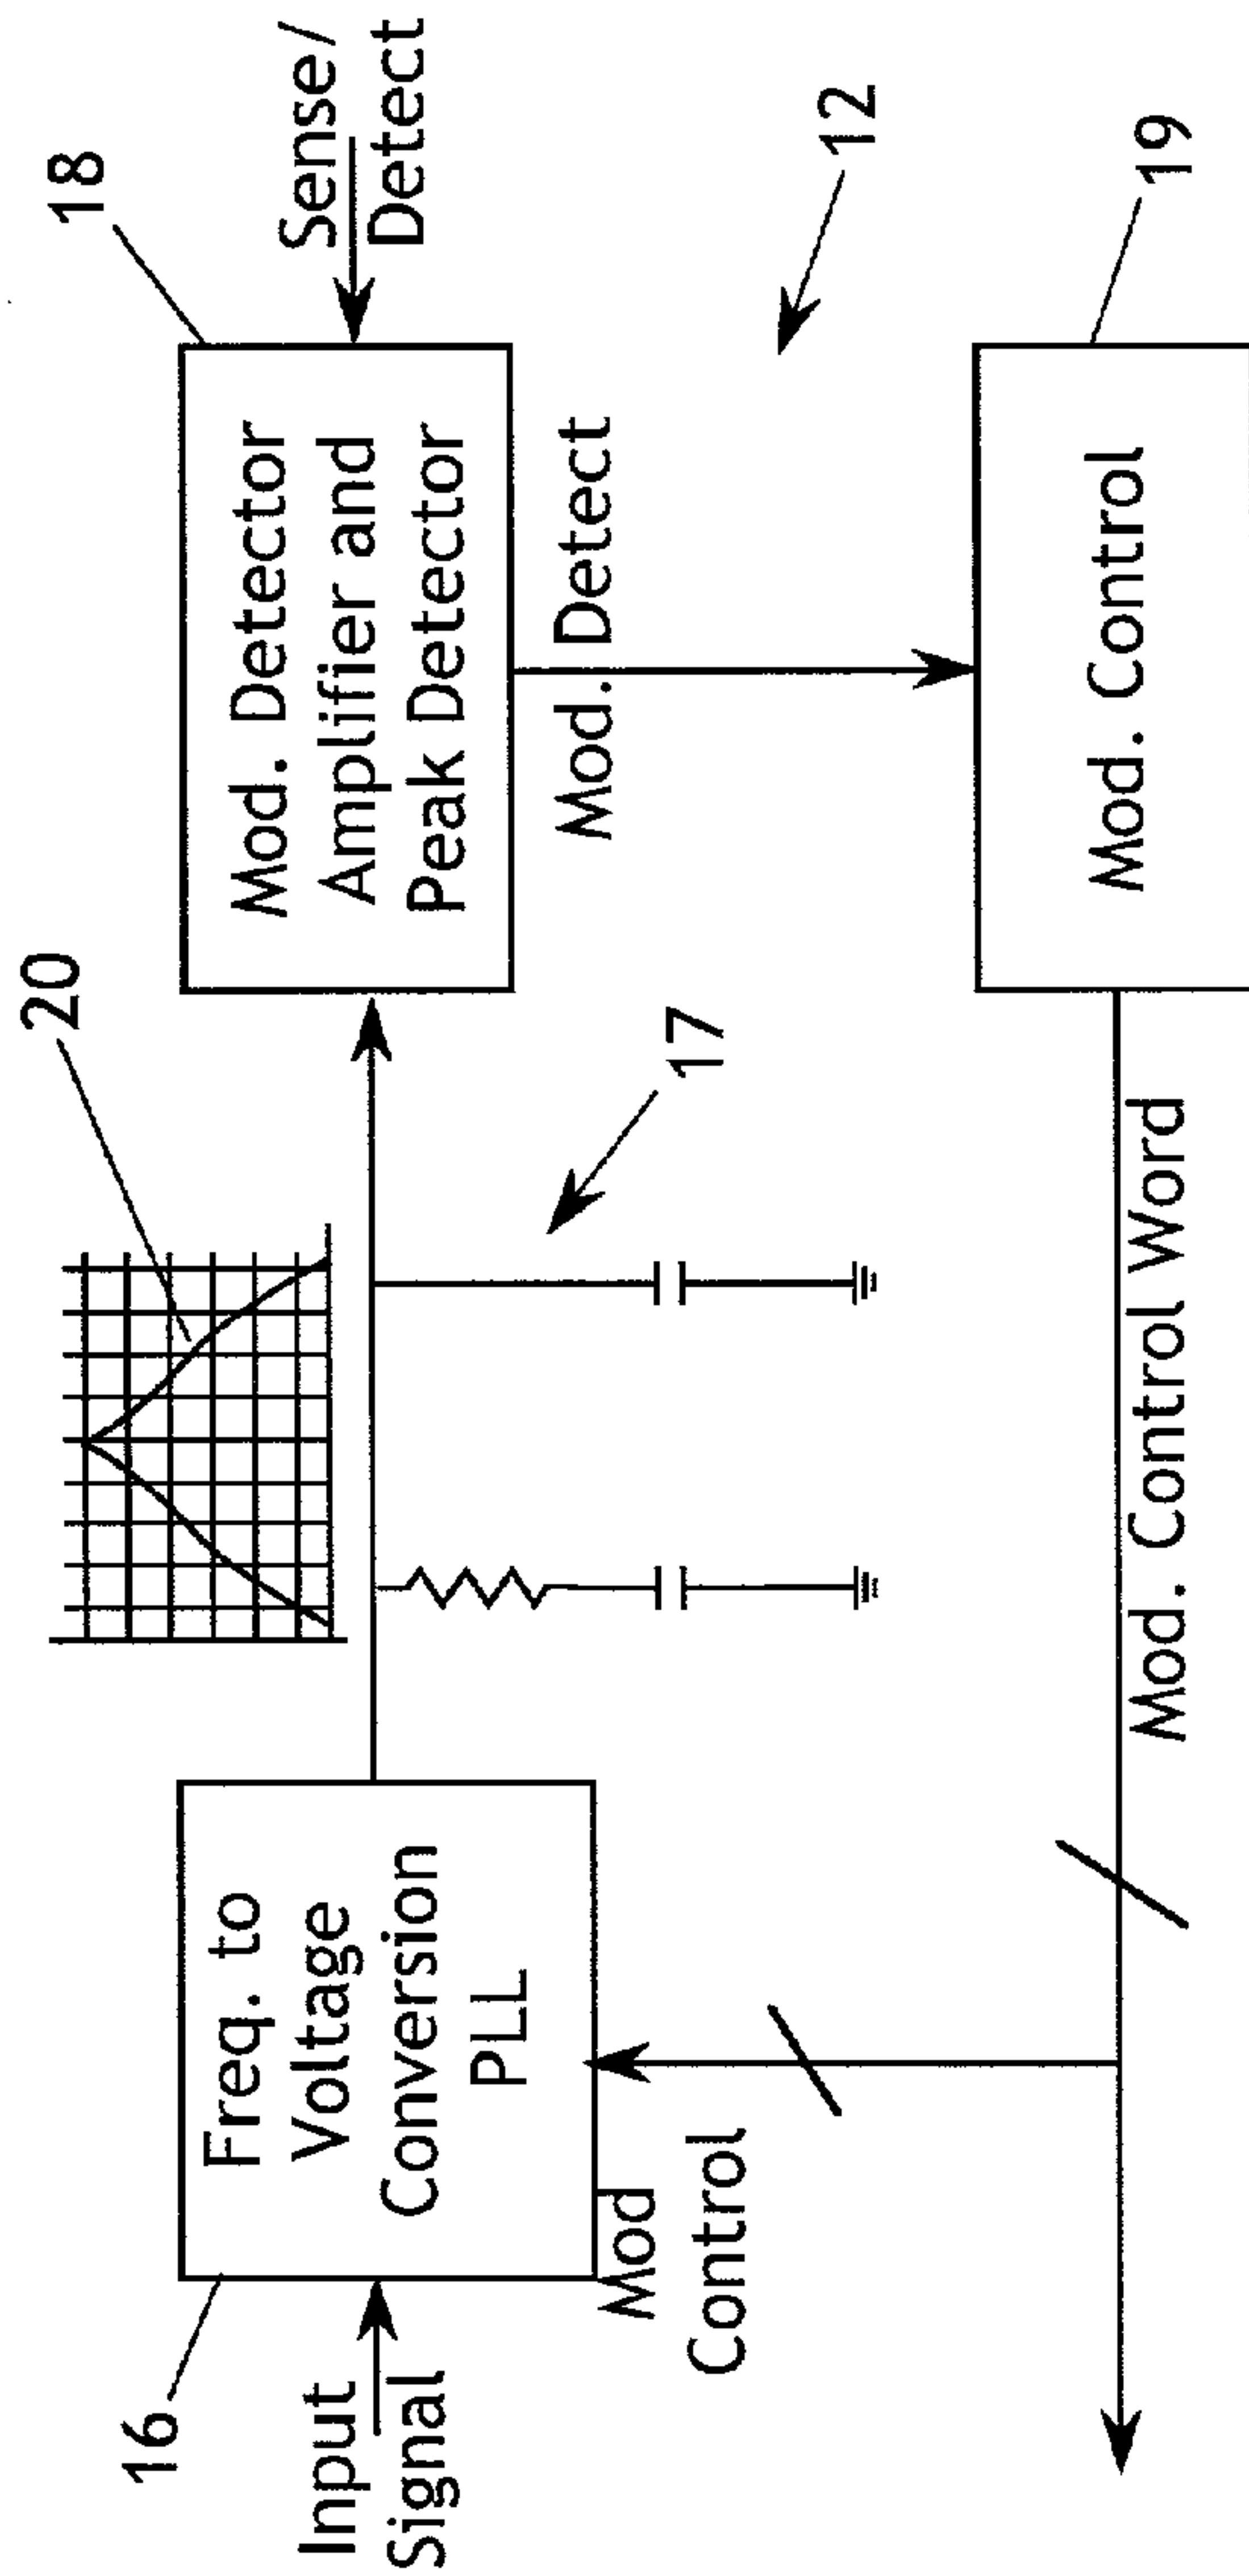 20
18
Sense/
Detect
16
Input
Signal
Freq. to
Voltage
Conversion
PLL
17
Mod. Detector
Amplifier and
Peak Detector
Mod
Control
Mod. Detect
12
Mod. Control Word
Mod. Control
19